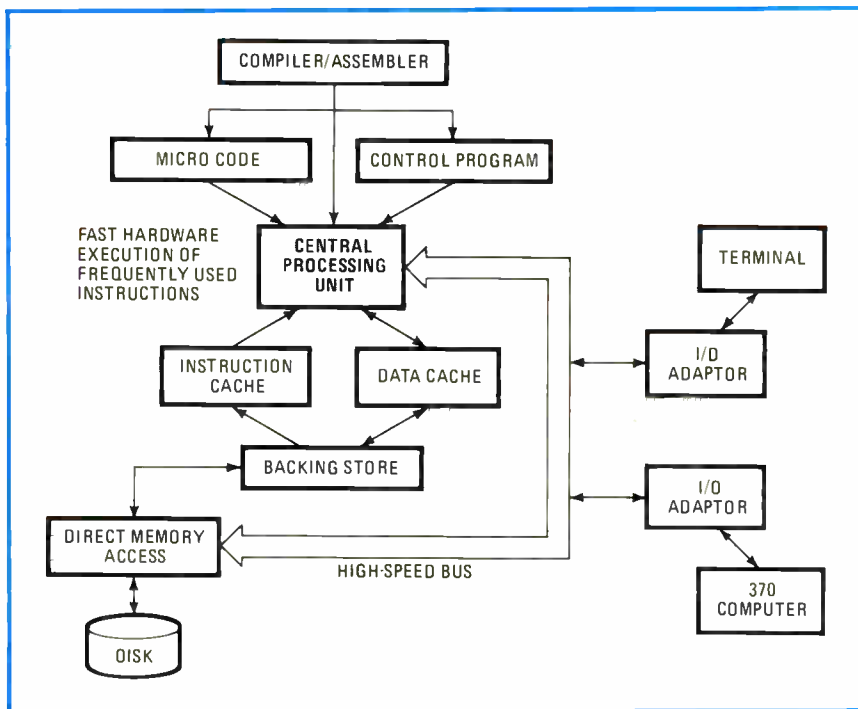 COMPILER/ASSEMBLER
MICRO CODE
CONTROL PROGRAM
FAST HARDWARE
EXECUTION OF
FREQUENTLY USED
INSTRUCTIONS
CENTRAL
PROCESSING
UNIT
TERMINAL
INSTRUCTION
CACHE
DATA CACHE
I/D
ADAPTOR
BACKING STORE
DIRECT MEMORY
ACCESS
HIGH-SPEED BUS
I/O
ADAPTOR
370
COMPUTER
OISK